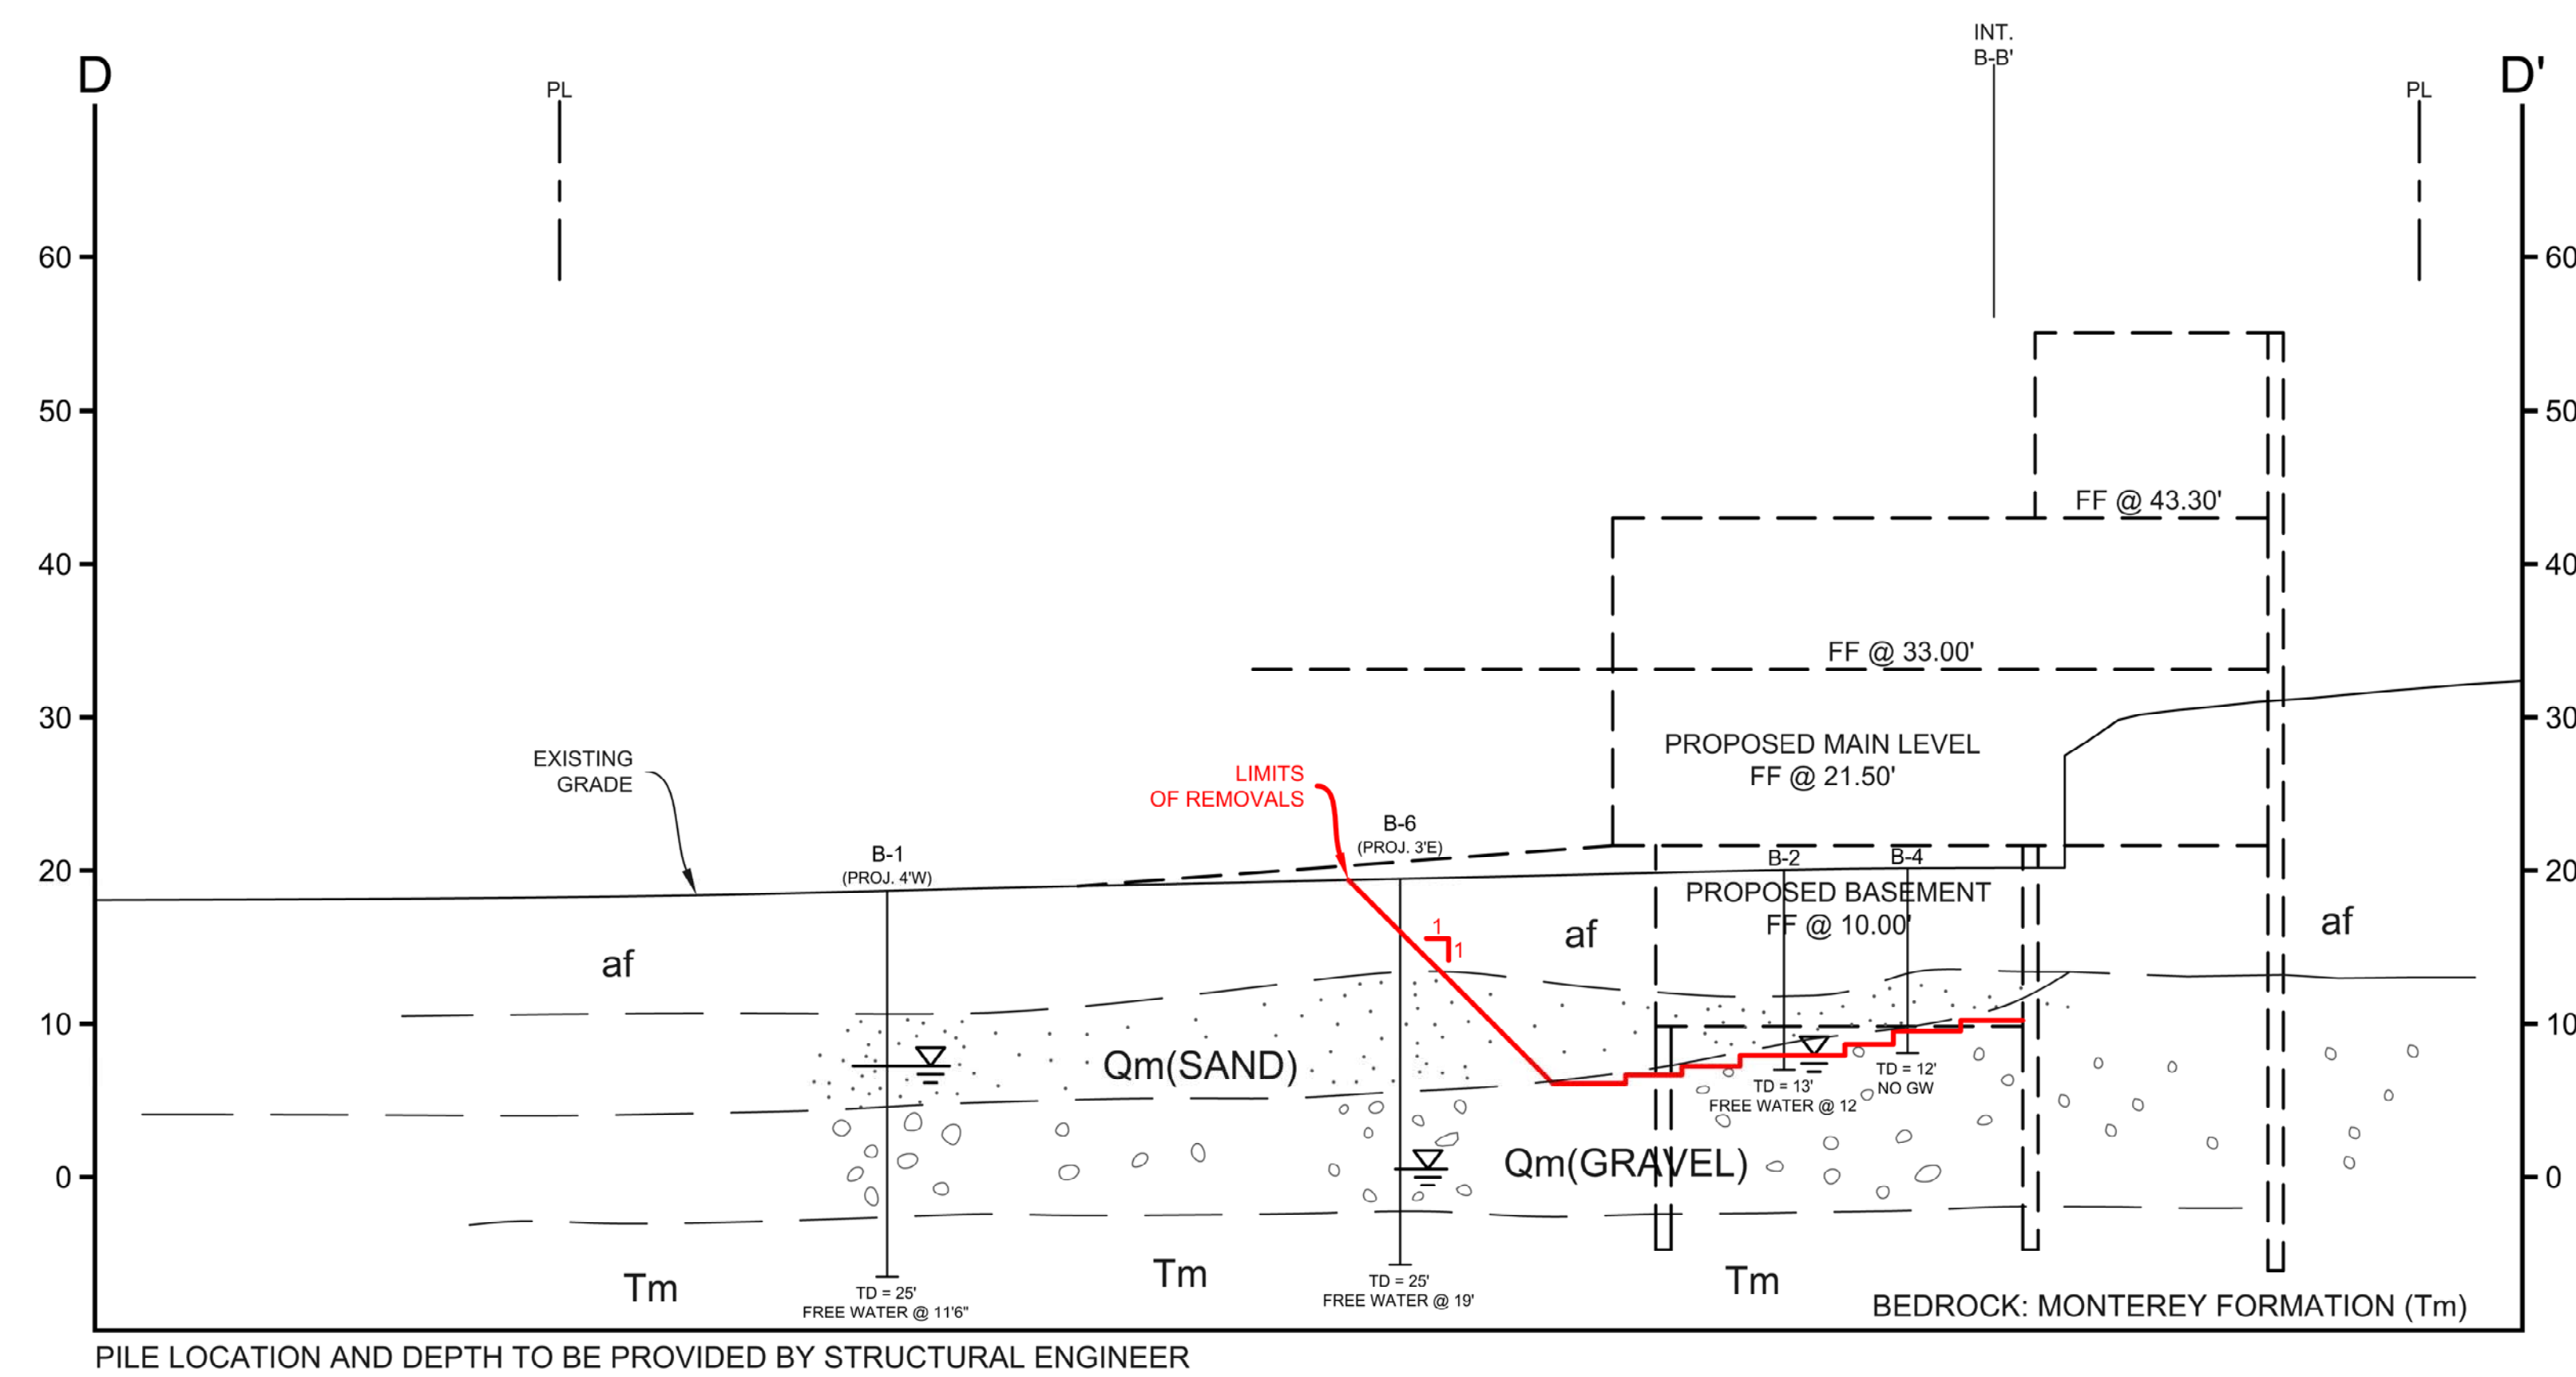 INT.
B-B'
D
PL
PL
D'
60
60
50
50
FF @ 43.30'
40
40
FF @ 33.00'
30
30
PROPOSED MAIN LEVEL
FF @ 21.50'
EXISTING
GRADE
LIMITS
OF REMOVALS
B-6
(PROJ. 3'E)
B-1
(PROJ. 4'W)
B-2
B-4
20
20
PROPOSED BASEMENT
FF @ 10.00'
af
af
af
1
1
10
10
Qm(SAND)
TD = 13'
FREE WATER @ 12
TD = 12'
NO GW
Qm(GRAVEL)
0
0
Tm
Tm
Tm
TD = 25'
FREE WATER @ 11'6"
TD = 25'
FREE WATER @ 19'
BEDROCK: MONTEREY FORMATION (Tm)
PILE LOCATION AND DEPTH TO BE PROVIDED BY STRUCTURAL ENGINEER